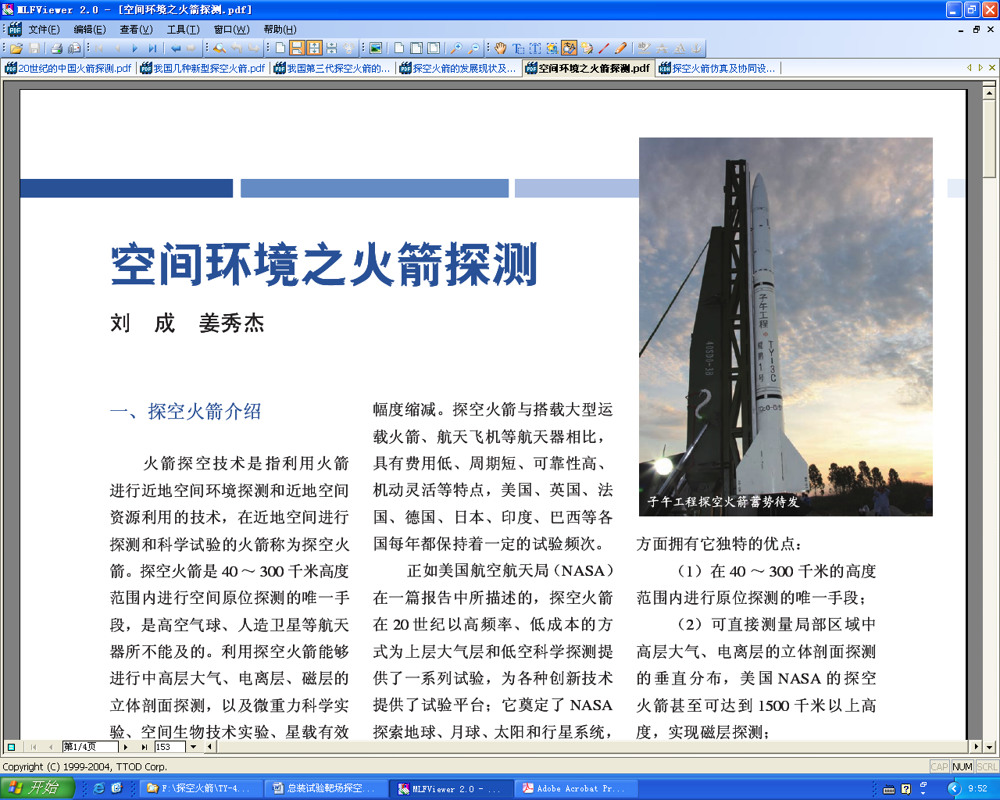 MLFViewer 2.0 - [空间环境之火箭探测.pdf]
文件(F) 编辑(E) 查看(V) 工具(T) 窗口(W) 帮助(H)
20世纪的中国火箭探测.pdf 我国几种新型探空火箭.pdf 我国第三代探空火箭的... 探空火箭的发展现状及... 空间环境之火箭探测.pdf 探空火箭仿真及协同设...
空间环境之火箭探测
刘 成 姜秀杰
一、探空火箭介绍
火箭探空技术是指利用火箭
进行近地空间环境探测和近地空间
资源利用的技术，在近地空间进行
探测和科学试验的火箭称为探空火
箭。探空火箭是 40～300 千米高度
范围内进行空间原位探测的唯一手
段，是高空气球、人造卫星等航天
器所不能及的。利用探空火箭能够
进行中高层大气、电离层、磁层的
立体剖面探测，以及微重力科学实
验、空间生物技术实验、星载有效
幅度缩减。探空火箭与搭载大型运
载火箭、航天飞机等航天器相比，
具有费用低、周期短、可靠性高、
机动灵活等特点，美国、英国、法
国、德国、日本、印度、巴西等各
国每年都保持着一定的试验频次。
正如美国航空航天局（NASA）
在一篇报告中所描述的，探空火箭
在 20 世纪以高频率、低成本的方
式为上层大气层和低空科学探测提
供了一系列试验，为各种创新技术
提供了试验平台；它奠定了 NASA
探索地球、月球、太阳和行星系统，
子午工程
鲲鹏1号
TY13C
40SD0-3B
子午工程探空火箭蓄势待发
方面拥有它独特的优点：
（1）在 40～300 千米的高度
范围内进行原位探测的唯一手段；
（2）可直接测量局部区域中
高层大气、电离层的立体剖面探测
的垂直分布，美国 NASA 的探空
火箭甚至可达到 1500 千米以上高
度，实现磁层探测；
第1/4页 153
Copyright (C) 1999-2004, TTOD Corp. CAP NUM SCRL
开始 F:\探空火箭\TY-4... 总装试验靶场探空... MLFViewer 2.0 - ... Adobe Acrobat Pr... 9:52